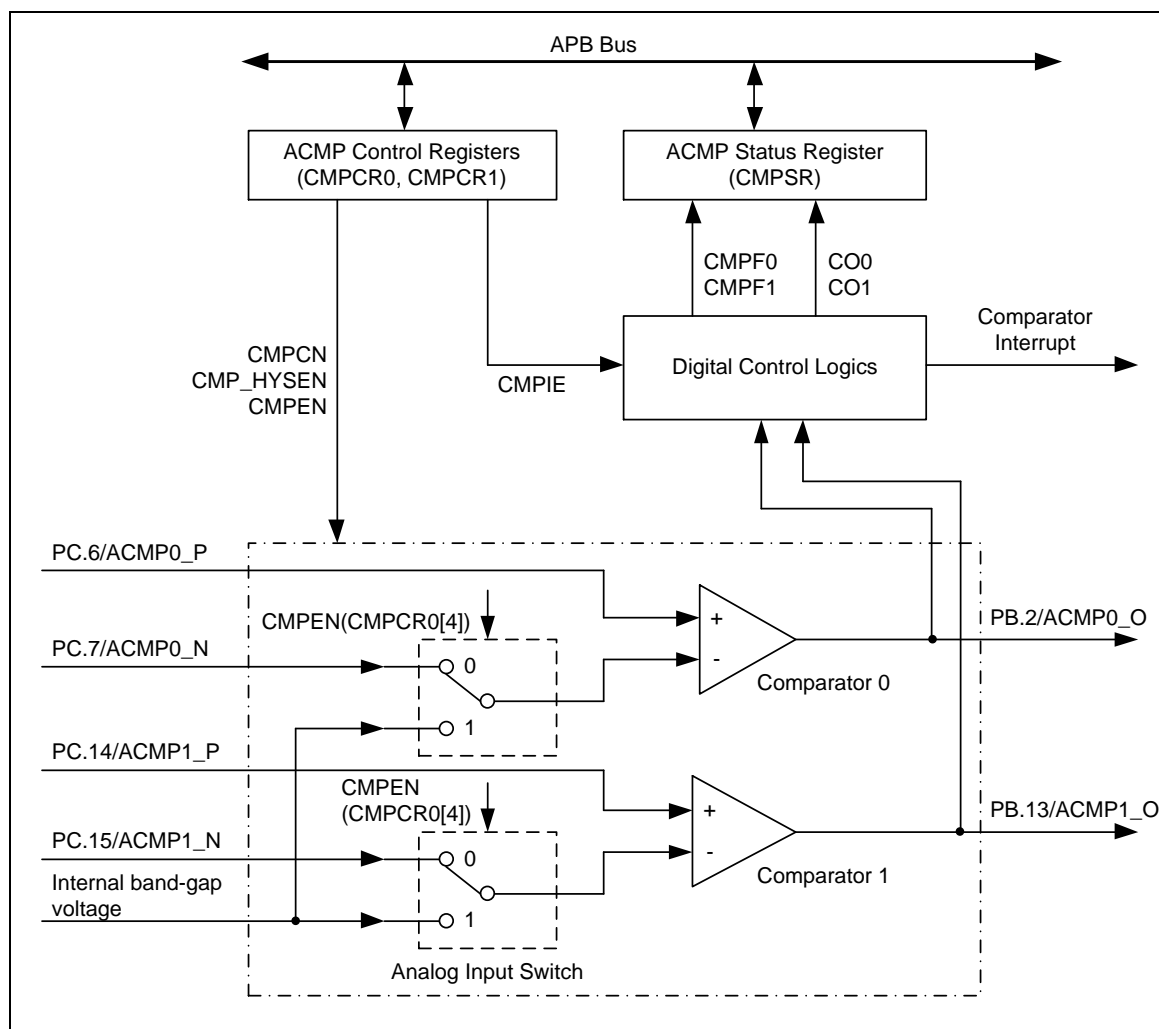 APB Bus
ACMP Control Registers
(CMPCR0, CMPCR1)
ACMP Status Register
(CMPSR)
CMPF0
CMPF1
CO0
CO1
CMPCN
CMP_HYSEN
CMPEN
CMPIE
Digital Control Logics
Comparator
Interrupt
PC.6/ACMP0_P
CMPEN(CMPCR0[4])
PC.7/ACMP0_N
0
1
+
-
Comparator 0
PB.2/ACMP0_O
PC.14/ACMP1_P
CMPEN
(CMPCR0[4])
PC.15/ACMP1_N
0
1
+
-
Comparator 1
PB.13/ACMP1_O
Internal band-gap
voltage
Analog Input Switch